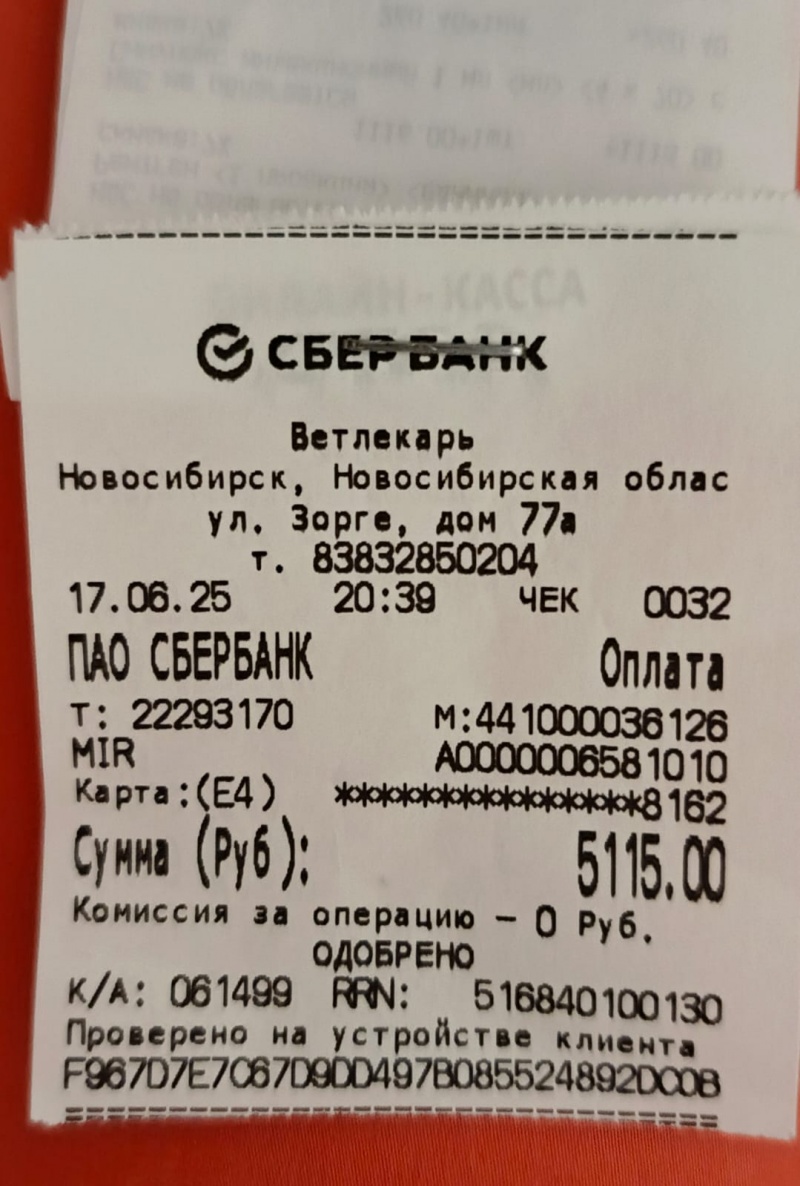 СБЕРБАНК
Ветлекарь
Новосибирск, Новосибирская облас
ул. Зорге, дом 77а
т. 83832850204
17.06.25 20:39 ЧЕК 0032
ПАО СБЕРБАНК Оплата
Т: 22293170 М:441000036126
MIR A0000006581010
Карта:(E4) ***************8162
Сумма (Руб): 5115.00
Комиссия за операцию – 0 Руб.
ОДОБРЕНО
К/А: 061499 RRN: 516840100130
Проверено на устройстве клиента
F967D7E7C67D9DD497B085524892DC0B